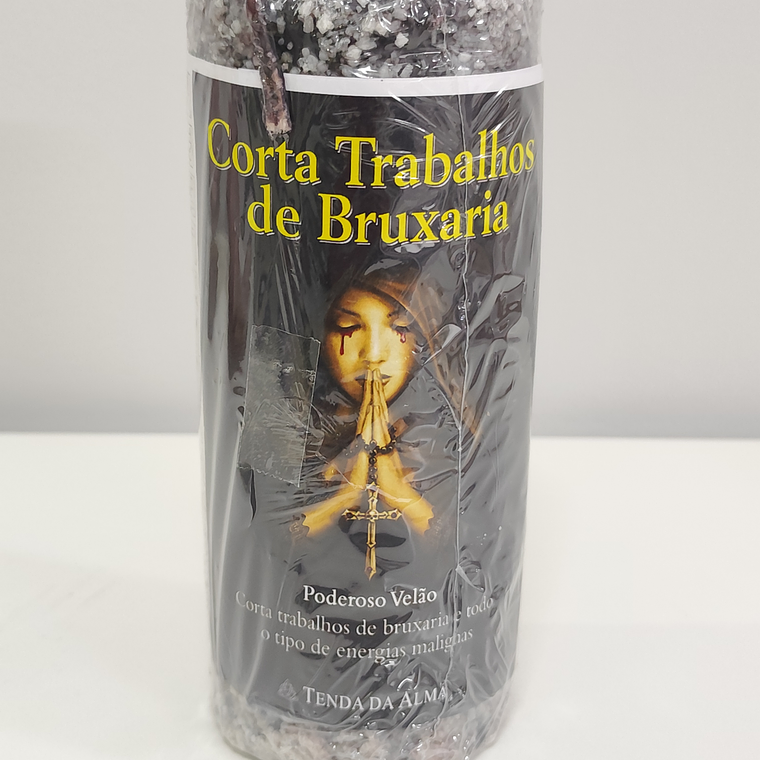 Corta Trabalhos
de Bruxaria
Poderoso Velão
Corta trabalhos de bruxaria e todo
o tipo de energias malignas
TENDA DA ALMA